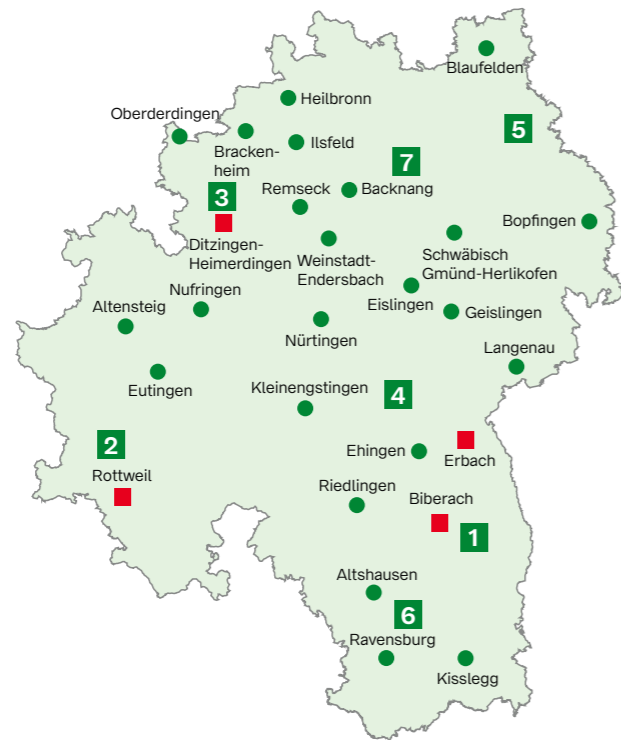 Blaufelden
Heilbronn
Oberderdingen
5
Ilsfeld
Bracken-
heim
7
Remseck
Backnang
3
Bopfingen
Ditzingen-
Heimerdingen
Weinstadt-
Endersbach
Schwäbisch
Gmünd-Herlikofen
Nufringen
Eislingen
Altensteig
Geislingen
Nürtingen
Langenau
Eutingen
Kleinengstingen
4
2
Ehingen
Erbach
Rottweil
Riedlingen
Biberach
1
Altshausen
6
Ravensburg
Kisslegg